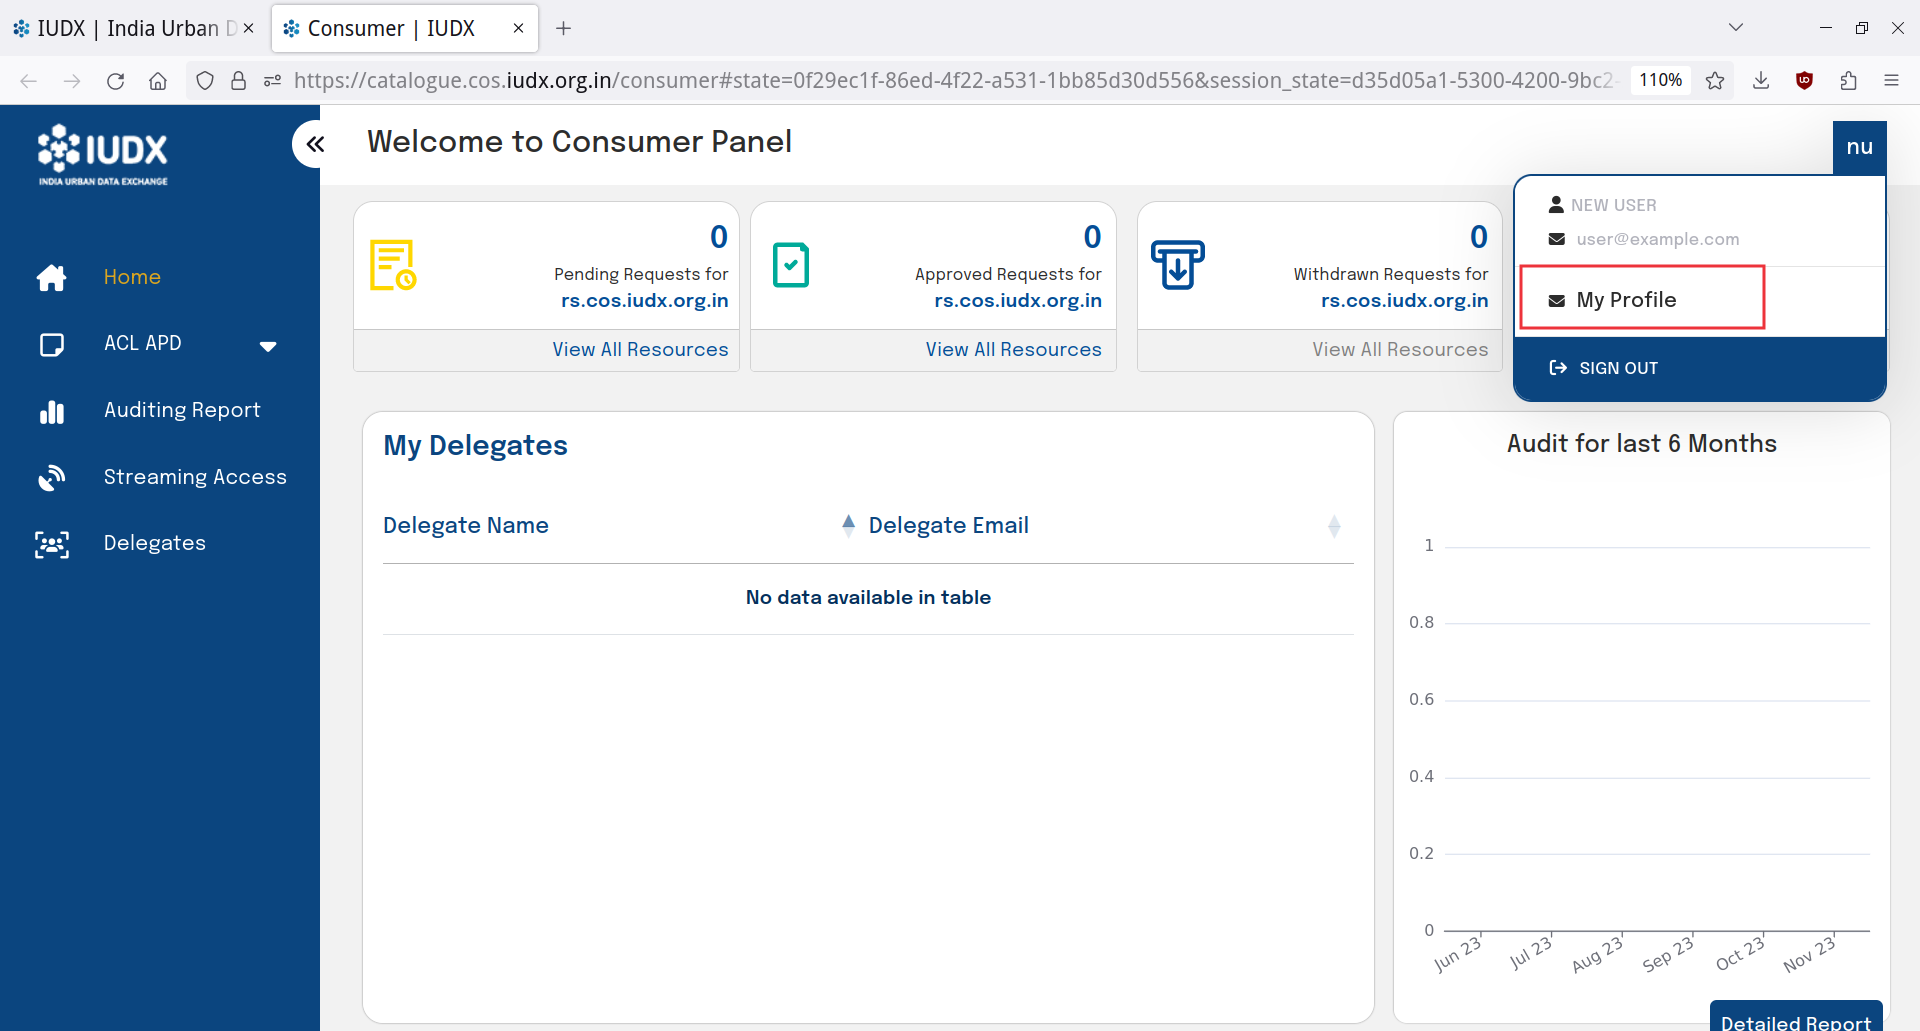 IUDX | India Urban D
Consumer | IUDX
https://catalogue.cos.iudx.org.in/consumer#state=0f29ec1f-86ed-4f22-a531-1bb85d30d556&session_state=d35d05a1-5300-4200-9bc2-
110%
IUDX
INDIA URBAN DATA EXCHANGE
Home
ACL APD
Auditing Report
Streaming Access
Delegates
Welcome to Consumer Panel
nu
NEW USER
user@example.com
My Profile
SIGN OUT
0
Pending Requests for
rs.cos.iudx.org.in
View All Resources
0
Approved Requests for
rs.cos.iudx.org.in
View All Resources
0
Withdrawn Requests for
rs.cos.iudx.org.in
View All Resources
My Delegates
Delegate Name
Delegate Email
No data available in table
Audit for last 6 Months
1
0.8
0.6
0.4
0.2
0
Jun 23
Jul 23
Aug 23
Sep 23
Oct 23
Nov 23
Detailed Report